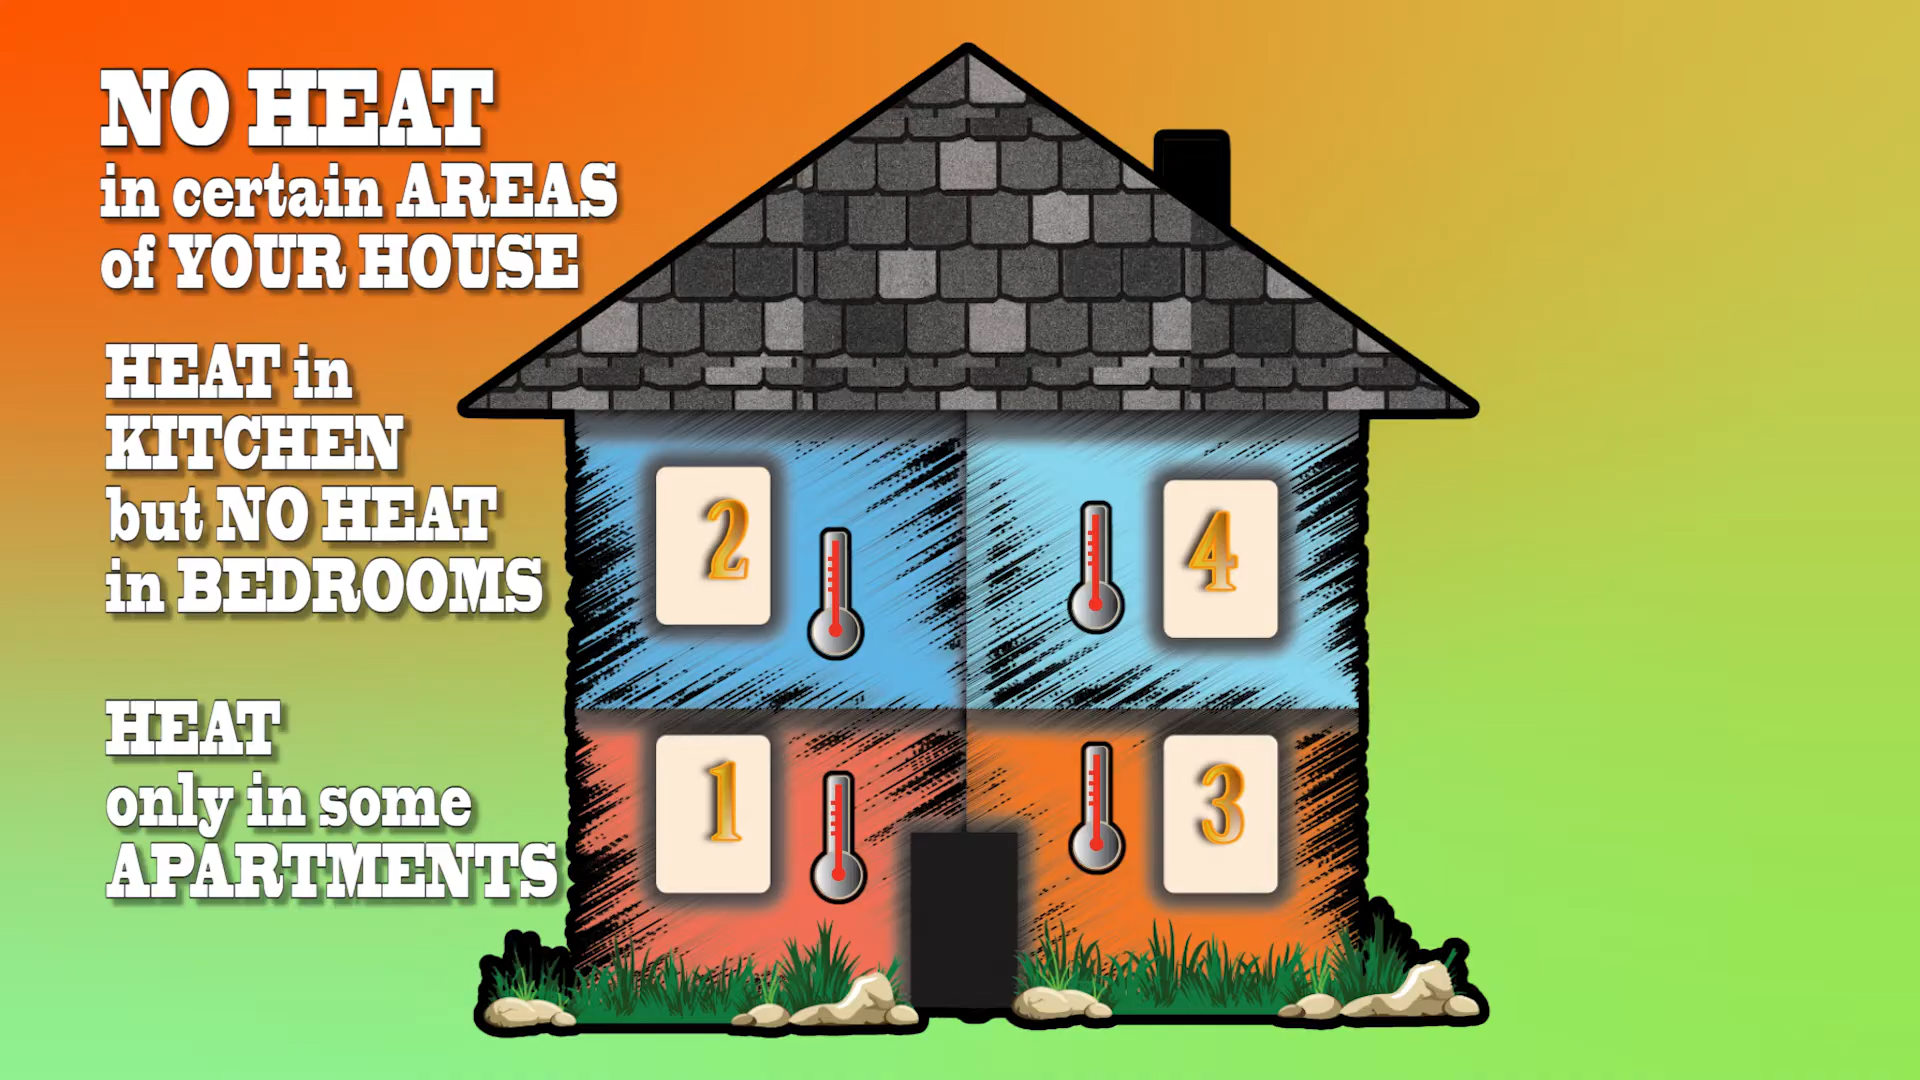 NO HEAT
in certain AREAS
of YOUR HOUSE
HEAT in
KITCHEN
but NO HEAT
in BEDROOMS
HEAT
only in some
APARTMENTS
2
4
1
3